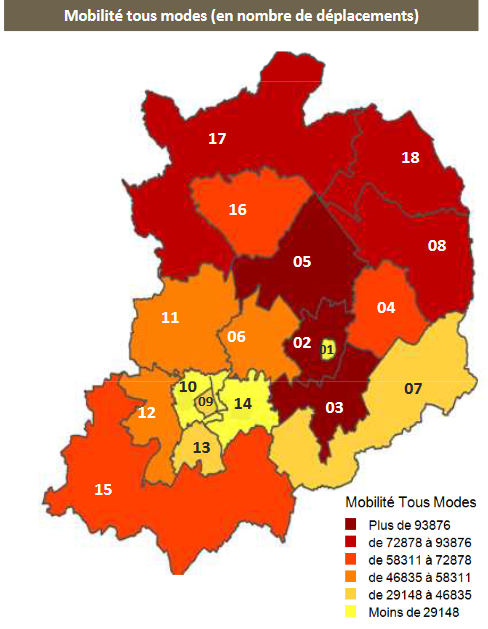 Mobilité tous modes (en nombre de déplacements)
17
18
16
08
05
04
11
06
02
01
10
09
14
07
12
03
13
15
Mobilité Tous Modes
Plus de 93876
de 72878 à 93876
de 58311 à 72878
de 46835 à 58311
de 29148 à 46835
Moins de 29148